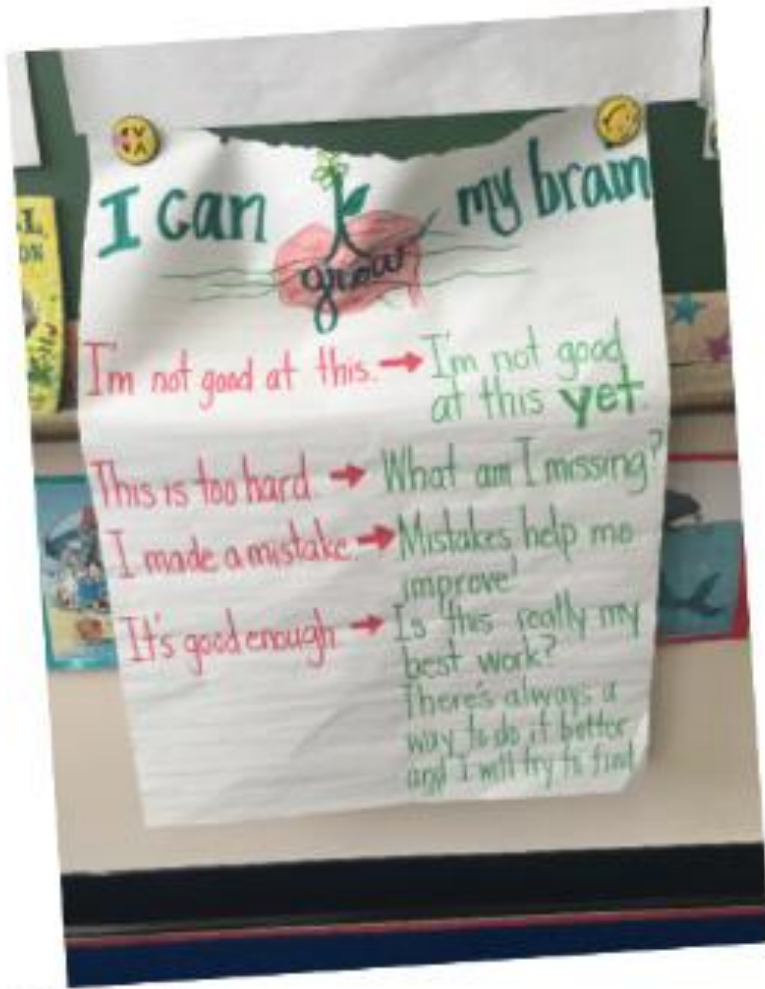 I can grow my brain
I'm not good at this. → I'm not good
at this yet.
This is too hard → What am I missing?
I made a mistake. → Mistakes help me
improve!
It's good enough → Is this really my
best work?
There's always a
way to do it better
and I will try to find